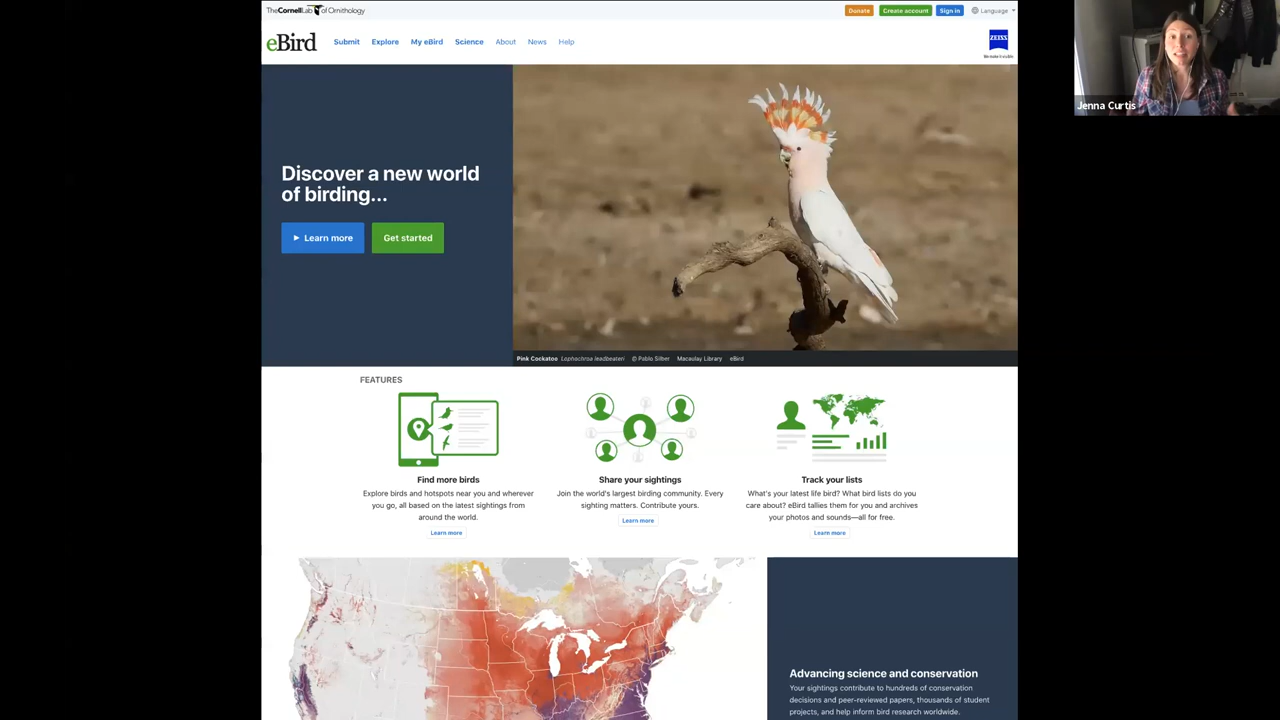 TheCornellLab of Ornithology
Donate
Create account
Sign in
Language
eBird
Submit
Explore
My eBird
Science
About
News
Help
ZEISS
We make it visible
Jenna Curtis
Discover a new world
of birding...
Learn more
Get started
Pink Cockatoo Lophochroa leadbeateri © Pablo Silber Macaulay Library eBird
FEATURES
Find more birds
Explore birds and hotspots near you and wherever
you go, all based on the latest sightings from
around the world.
Learn more
Share your sightings
Join the world's largest birding community. Every
sighting matters. Contribute yours.
Learn more
Track your lists
What's your latest life bird? What bird lists do you
care about? eBird tallies them for you and archives
your photos and sounds—all for free.
Learn more
Advancing science and conservation
Your sightings contribute to hundreds of conservation
decisions and peer-reviewed papers, thousands of student
projects, and help inform bird research worldwide.